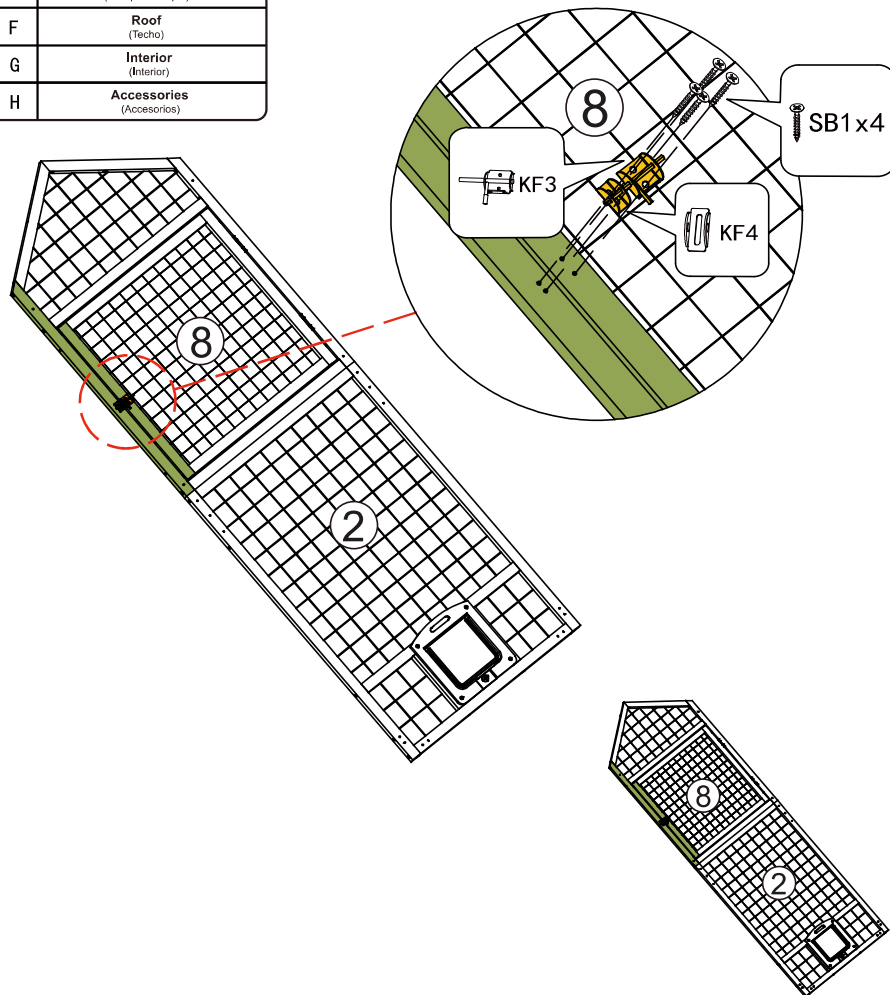 F
Roof
(Techo)
G
Interior
(Interior)
H
Accessories
(Accesorios)
8
SB1x4
KF3
KF4
8
2
8
2